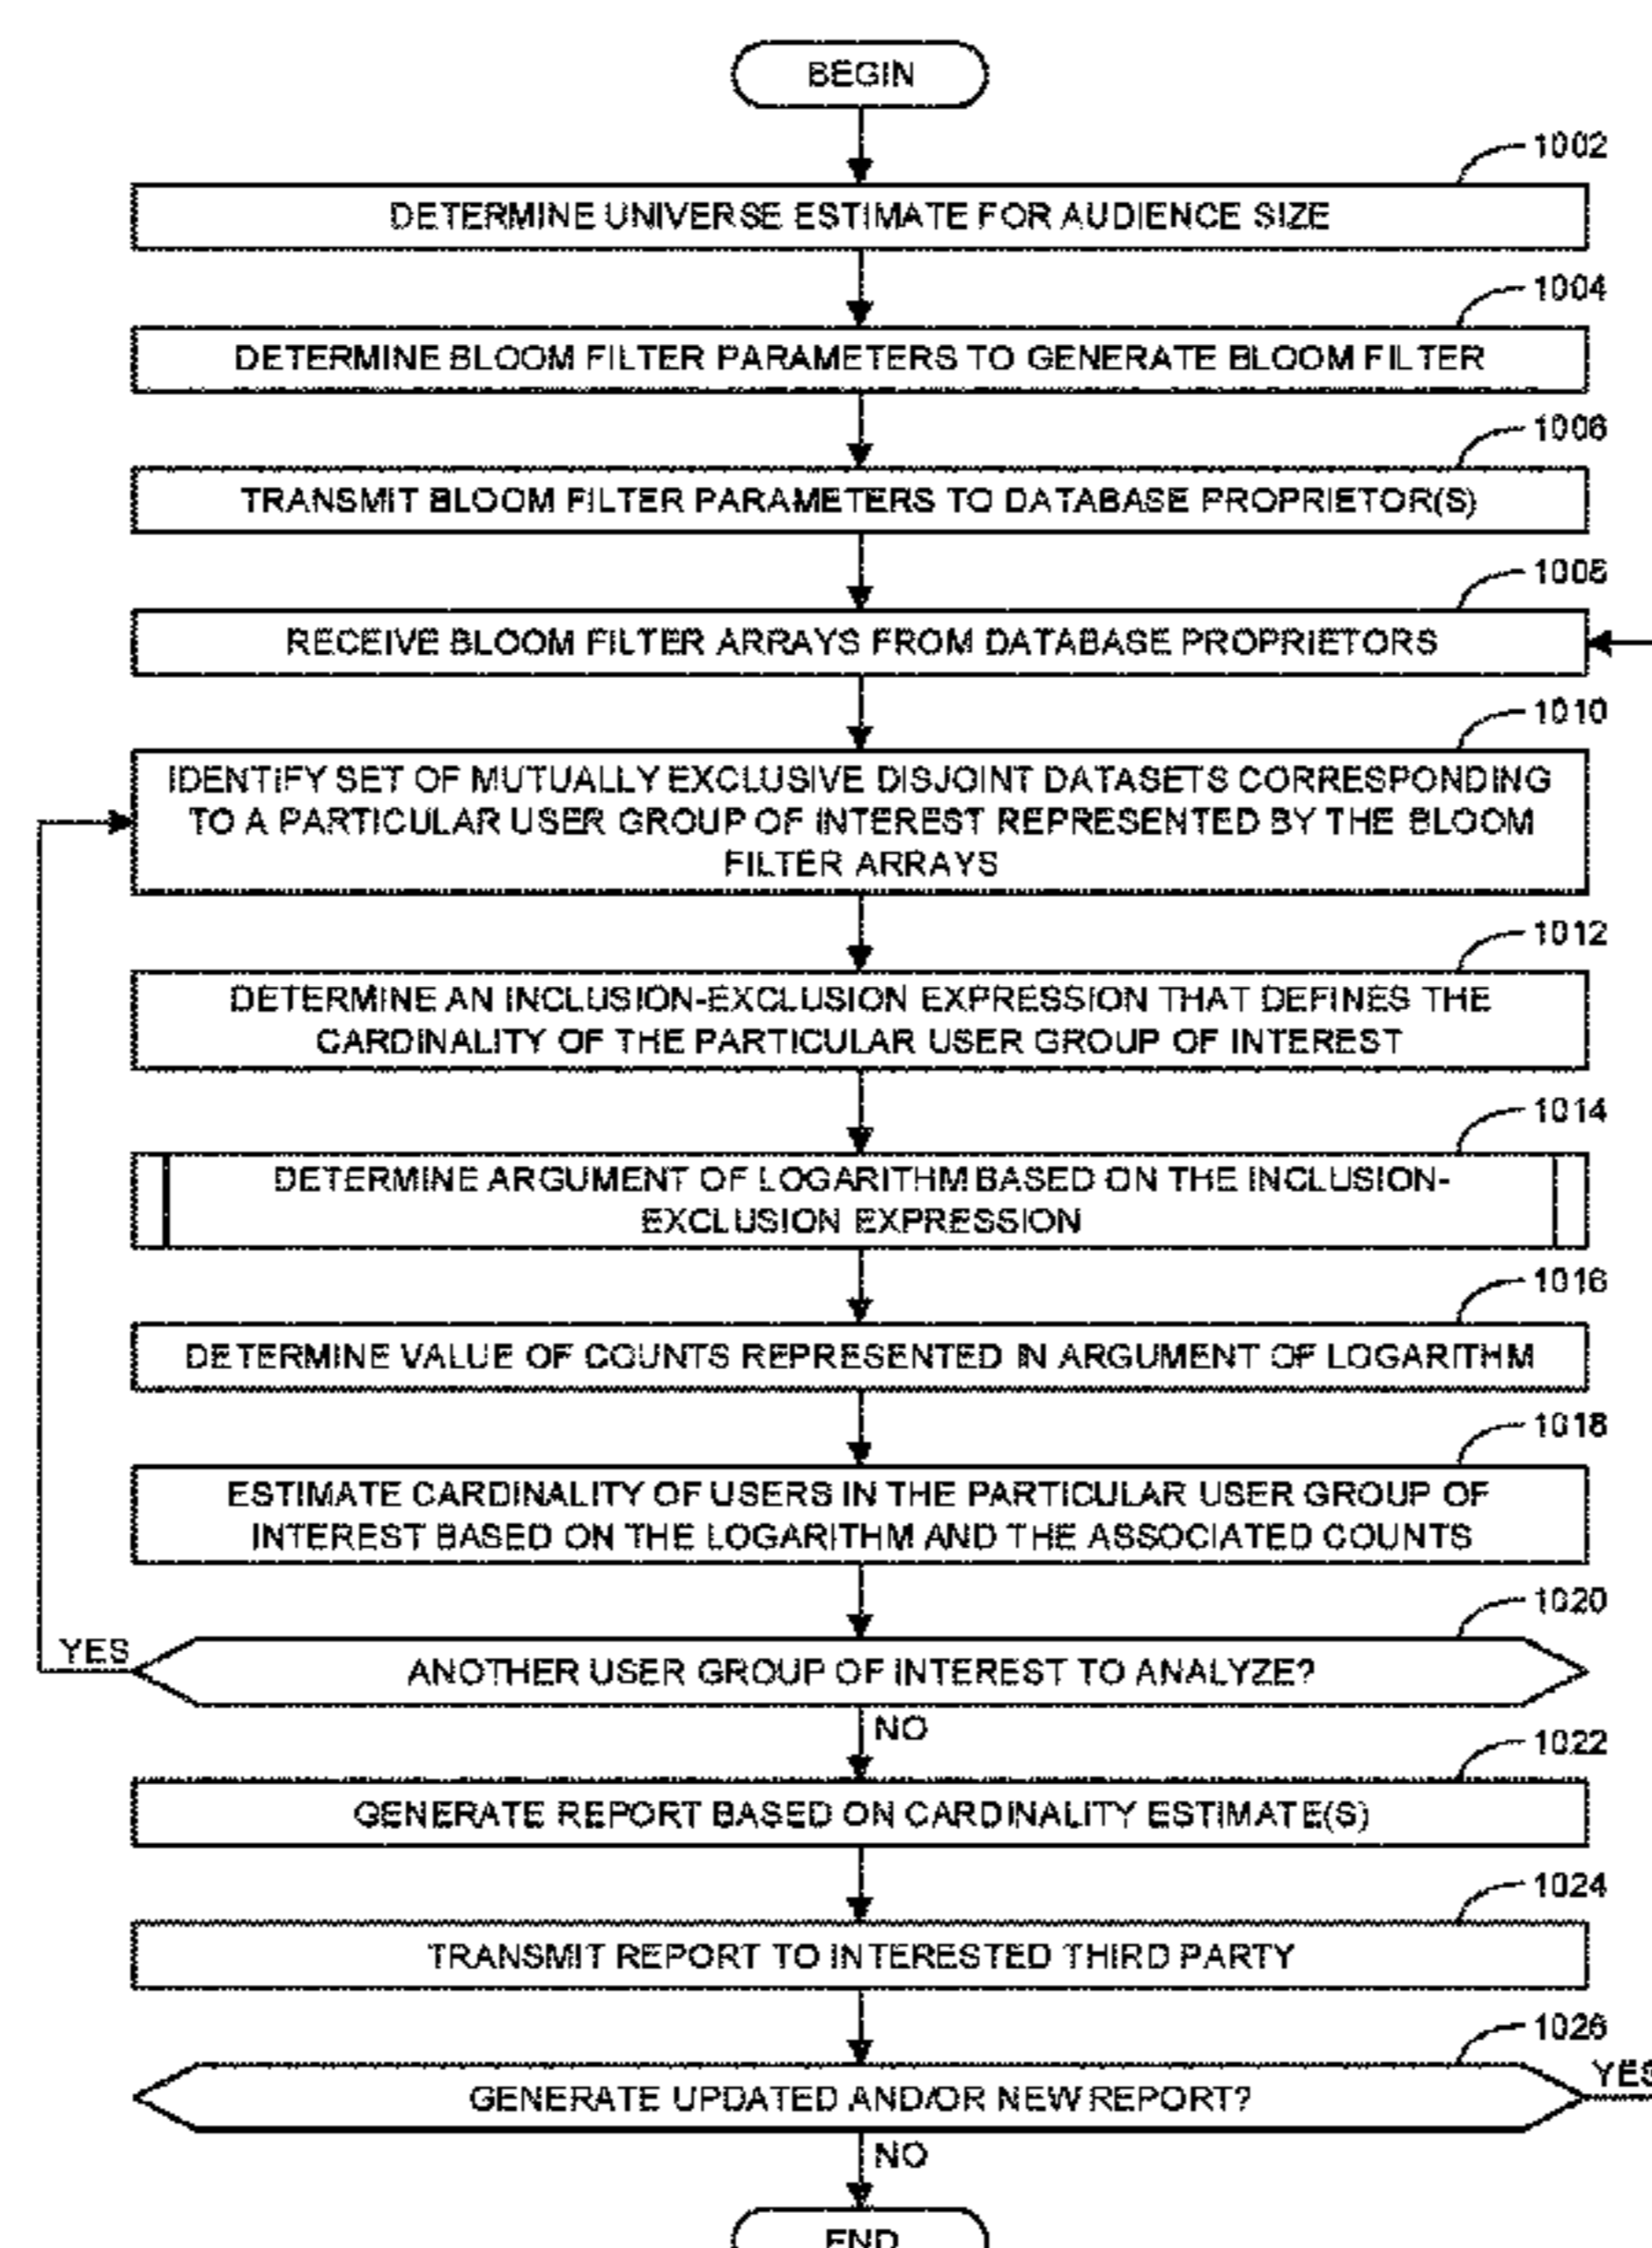 BEGIN
1002
DETERMINE UNIVERSE ESTIMATE FOR AUDIENCE SIZE
1004
DETERMINE BLOOM FILTER PARAMETERS TO GENERATE BLOOM FILTER
1006
TRANSMIT BLOOM FILTER PARAMETERS TO DATABASE PROPRIETOR(S)
1008
RECEIVE BLOOM FILTER ARRAYS FROM DATABASE PROPRIETORS
1010
IDENTIFY SET OF MUTUALLY EXCLUSIVE DISJOINT DATASETS CORRESPONDING
TO A PARTICULAR USER GROUP OF INTEREST REPRESENTED BY THE BLOOM
FILTER ARRAYS
1012
DETERMINE AN INCLUSION-EXCLUSION EXPRESSION THAT DEFINES THE
CARDINALITY OF THE PARTICULAR USER GROUP OF INTEREST
1014
DETERMINE ARGUMENT OF LOGARITHM BASED ON THE INCLUSION-
EXCLUSION EXPRESSION
1016
DETERMINE VALUE OF COUNTS REPRESENTED IN ARGUMENT OF LOGARITHM
1018
ESTIMATE CARDINALITY OF USERS IN THE PARTICULAR USER GROUP OF
INTEREST BASED ON THE LOGARITHM AND THE ASSOCIATED COUNTS
1020
YES
ANOTHER USER GROUP OF INTEREST TO ANALYZE?
NO
1022
GENERATE REPORT BASED ON CARDINALITY ESTIMATE(S)
1024
TRANSMIT REPORT TO INTERESTED THIRD PARTY
1026
YES
GENERATE UPDATED AND/OR NEW REPORT?
NO
END